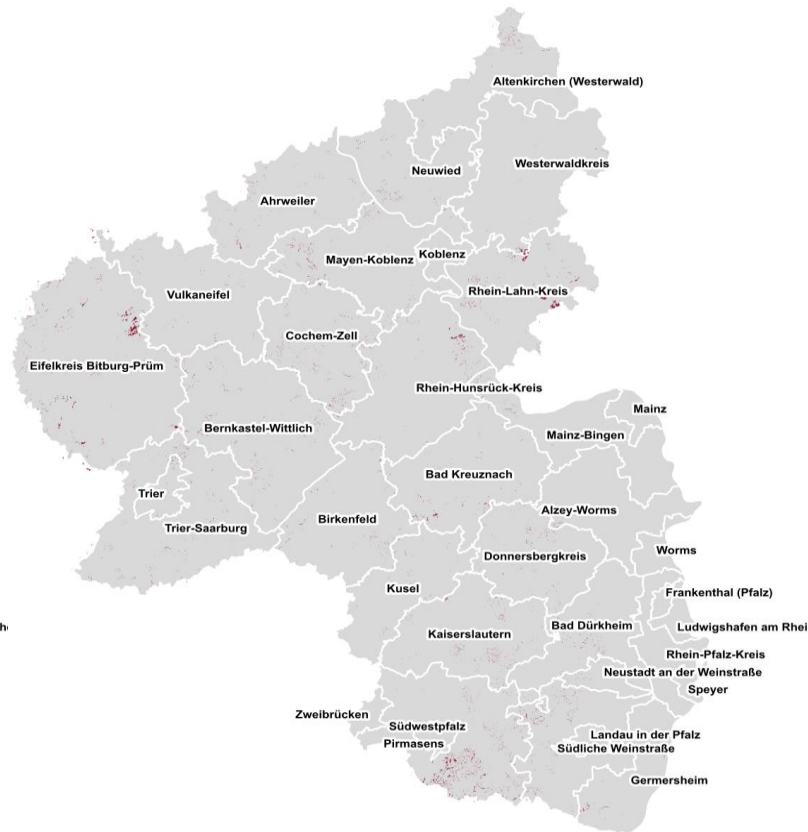 Altenkirchen (Westerwald)
Westerwaldkreis
Neuwied
Ahrweiler
Koblenz
Mayen-Koblenz
Rhein-Lahn-Kreis
Vulkaneifel
Cochem-Zell
Eifelkreis Bitburg-Prüm
Rhein-Hunsrück-Kreis
Mainz
Bernkastel-Wittlich
Mainz-Bingen
Bad Kreuznach
Trier
Alzey-Worms
Birkenfeld
Trier-Saarburg
Worms
Donnersbergkreis
Kusel
Frankenthal (Pfalz)
Bad Dürkheim
Ludwigshafen am Rhei
Kaiserslautern
Rhein-Pfalz-Kreis
Neustadt an der Weinstraße
Speyer
Zweibrücken
Südwestpfalz
Landau in der Pfalz
Pirmasens
Südliche Weinstraße
Germersheim